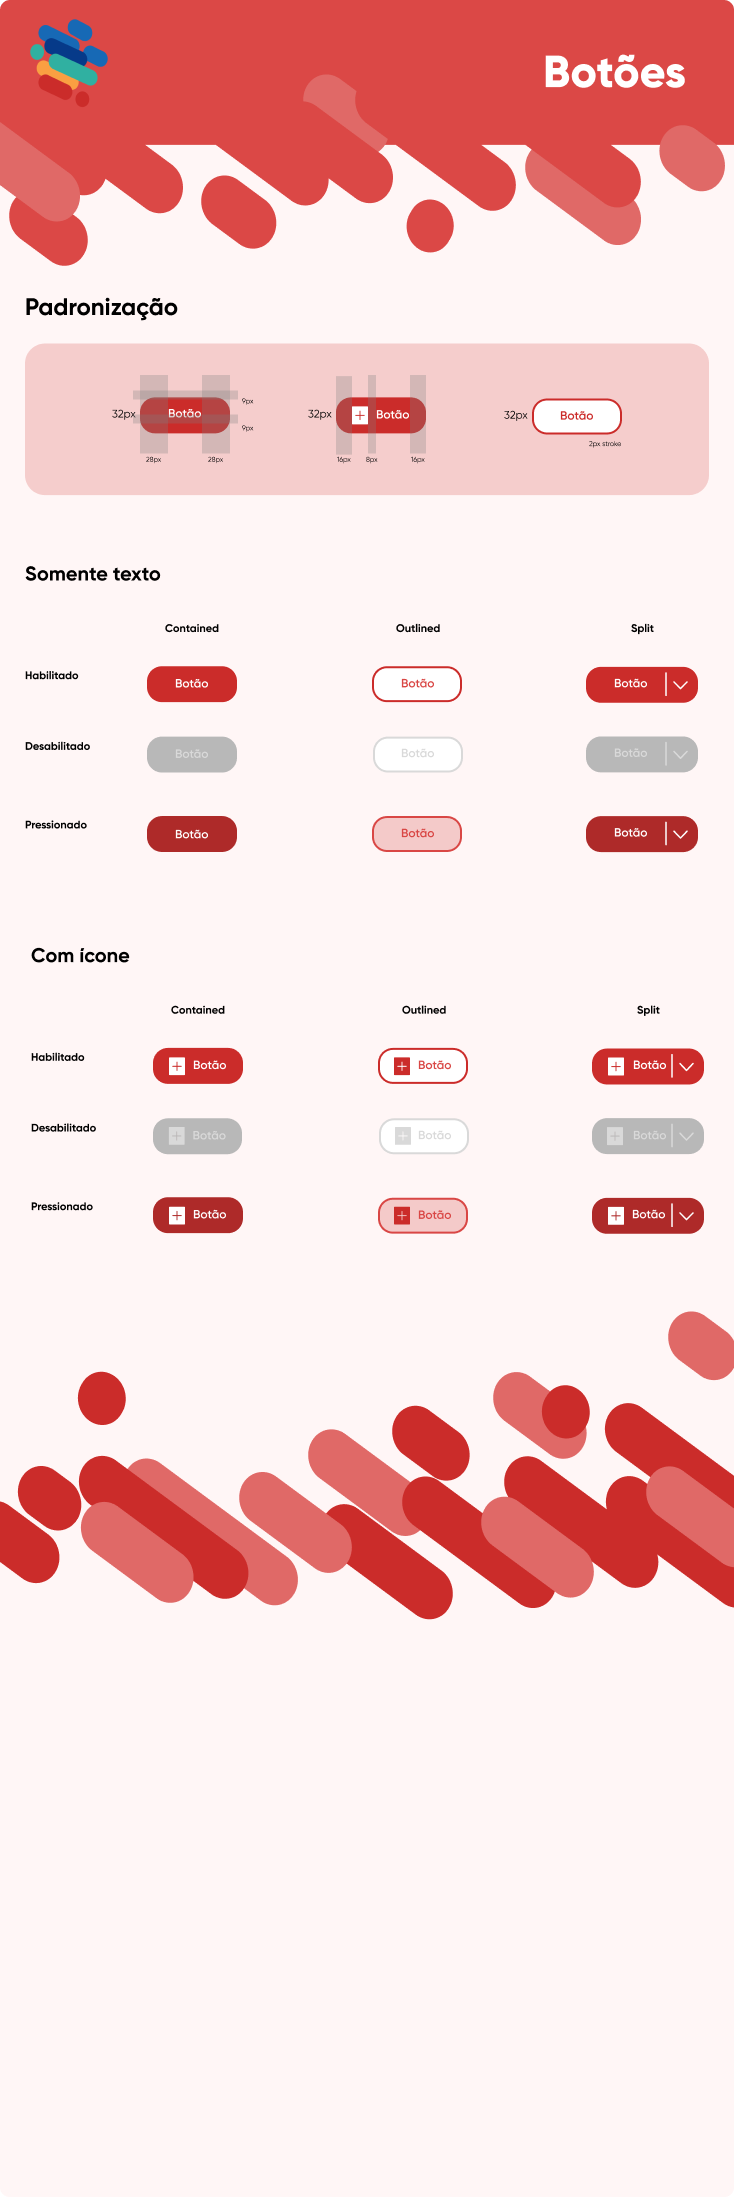 Botões
Padronização
32px Botão 9px
9px
28px 28px
32px Botão
16px 8px 16px
32px Botão
2px stroke
Somente texto
Contained Outlined Split
Habilitado Botão Botão Botão
Desabilitado Botão Botão Botão
Pressionado Botão Botão Botão
Com ícone
Contained Outlined Split
Habilitado Botão Botão Botão
Desabilitado Botão Botão Botão
Pressionado Botão Botão Botão